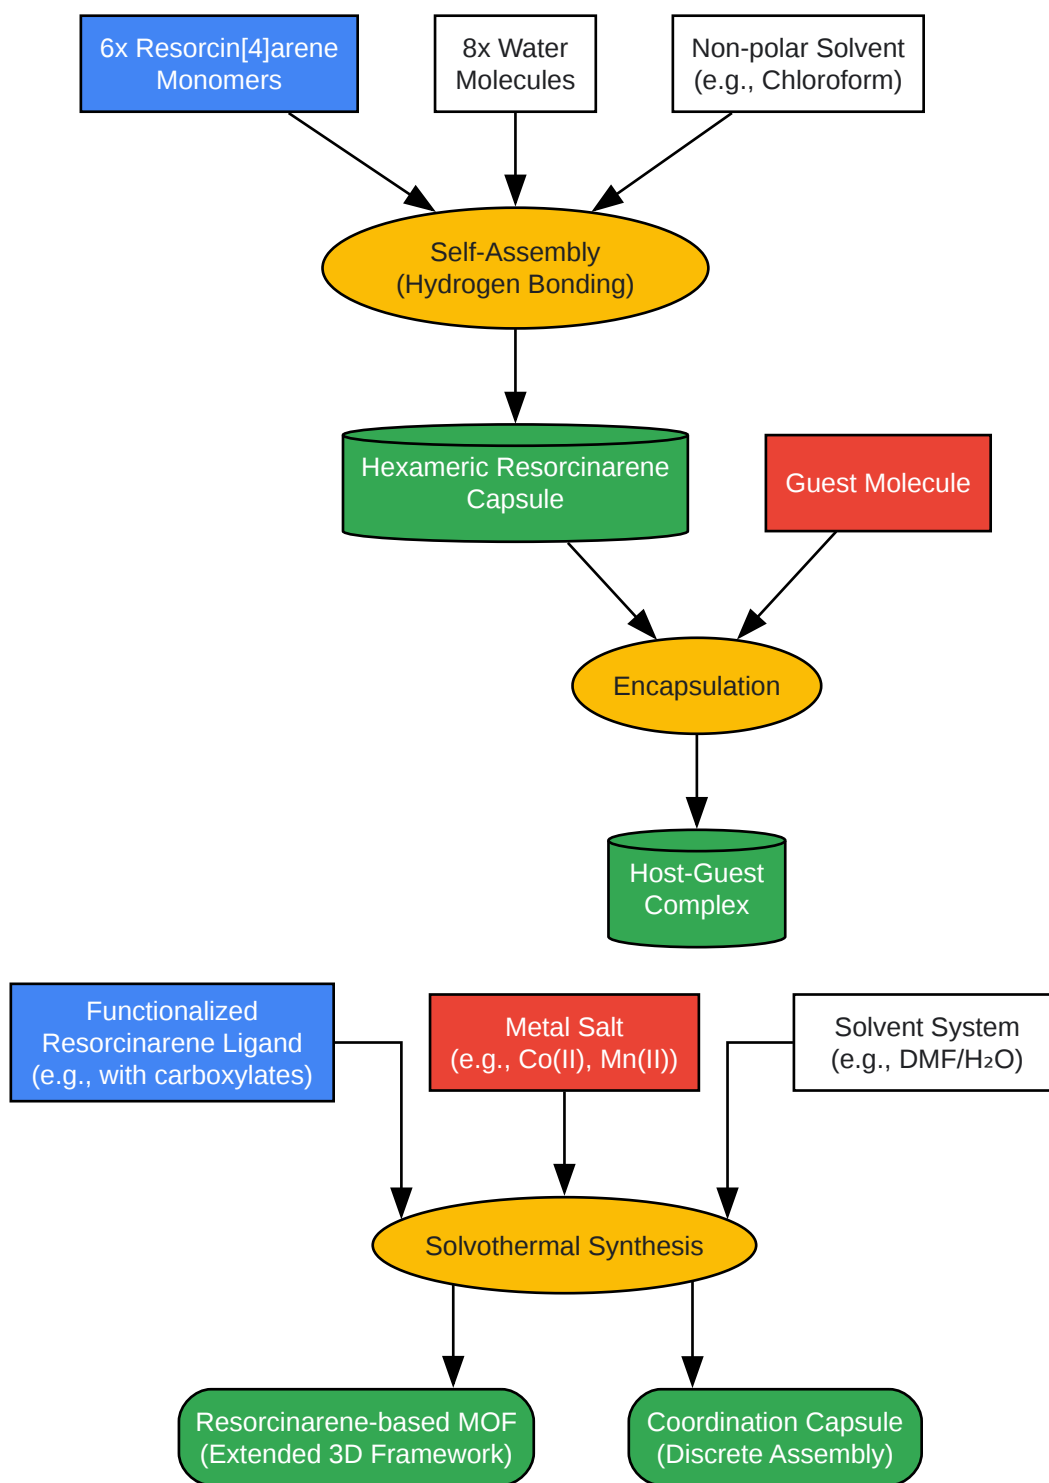 6x Resorcin[4]arene
Monomers
8x Water
Molecules
Non-polar Solvent
(e.g., Chloroform)
Self-Assembly
(Hydrogen Bonding)
Hexameric Resorcinarene
Capsule
Guest Molecule
Encapsulation
Host-Guest
Complex
Functionalized
Resorcinarene Ligand
(e.g., with carboxylates)
Metal Salt
(e.g., Co(II), Mn(II))
Solvent System
(e.g., DMF/H₂O)
Solvothermal Synthesis
Resorcinarene-based MOF
(Extended 3D Framework)
Coordination Capsule
(Discrete Assembly)